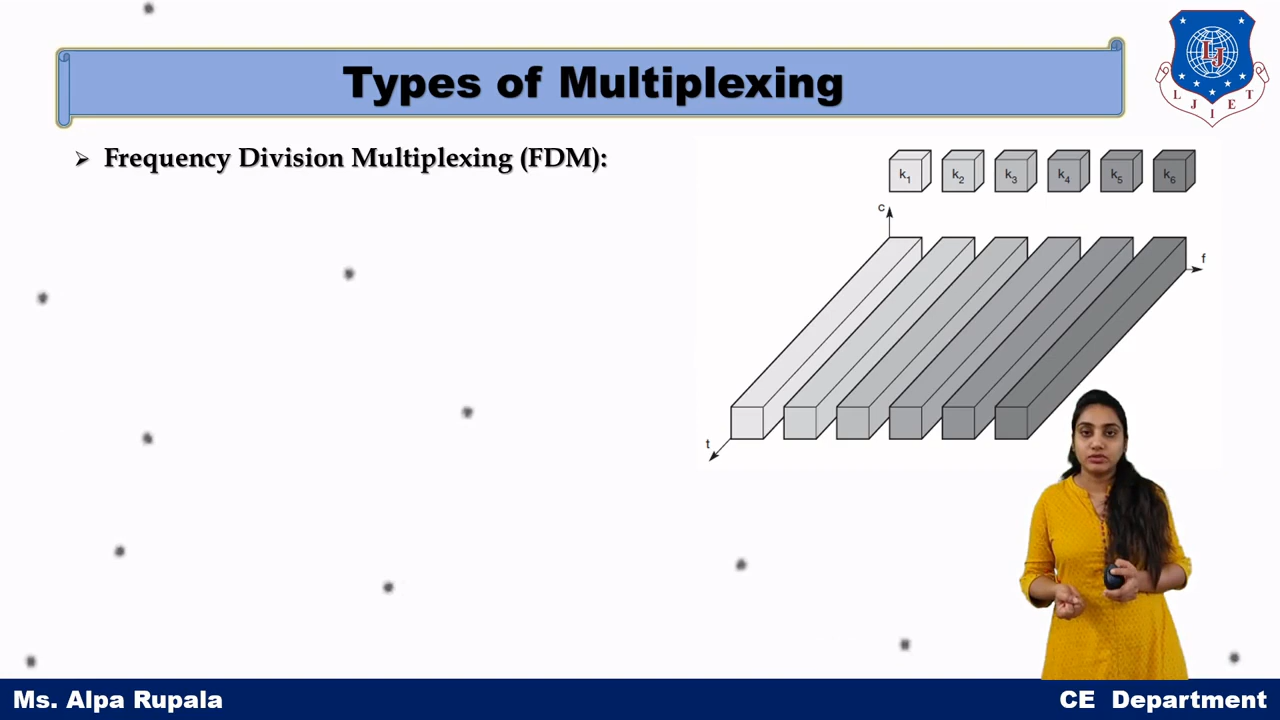 Types of Multiplexing
L J I E T
Frequency Division Multiplexing (FDM):
k1 k2 k3 k4 k5 k6
c
f
t
Ms. Alpa Rupala
CE Department